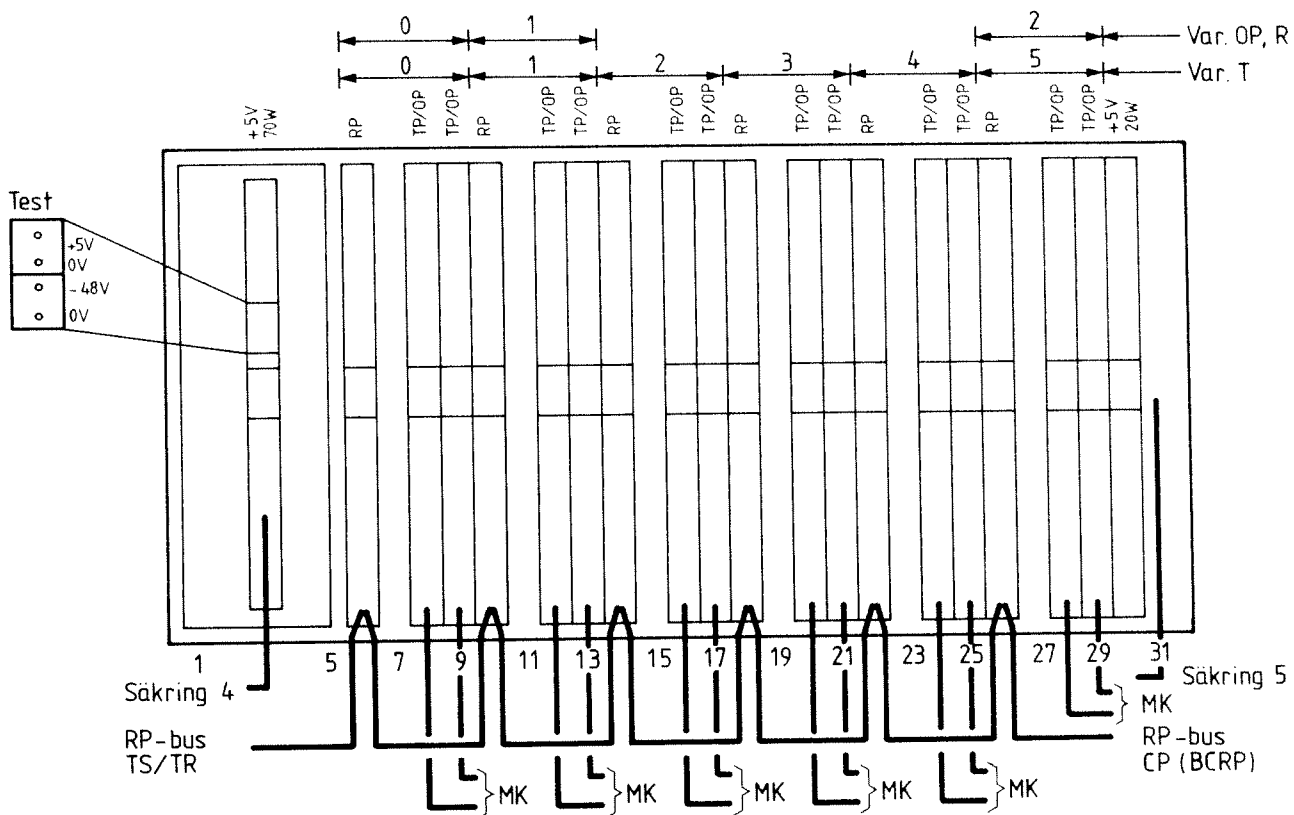 0 1 2 Var. OP, R
0 1 2 3 4 5 Var. T
+5V 70W RP TP/OP TP/OP RP TP/OP TP/OP RP TP/OP TP/OP RP TP/OP TP/OP RP TP/OP TP/OP RP TP/OP TP/OP +5V 20W
Test
+5V
0V
-48V
0V
1 5 7 9 11 13 15 17 19 21 23 25 27 29 31
Säkring 4
Säkring 5
MK
RP-bus
TS/TR
RP-bus
CP (BCRP)
MK MK MK MK MK